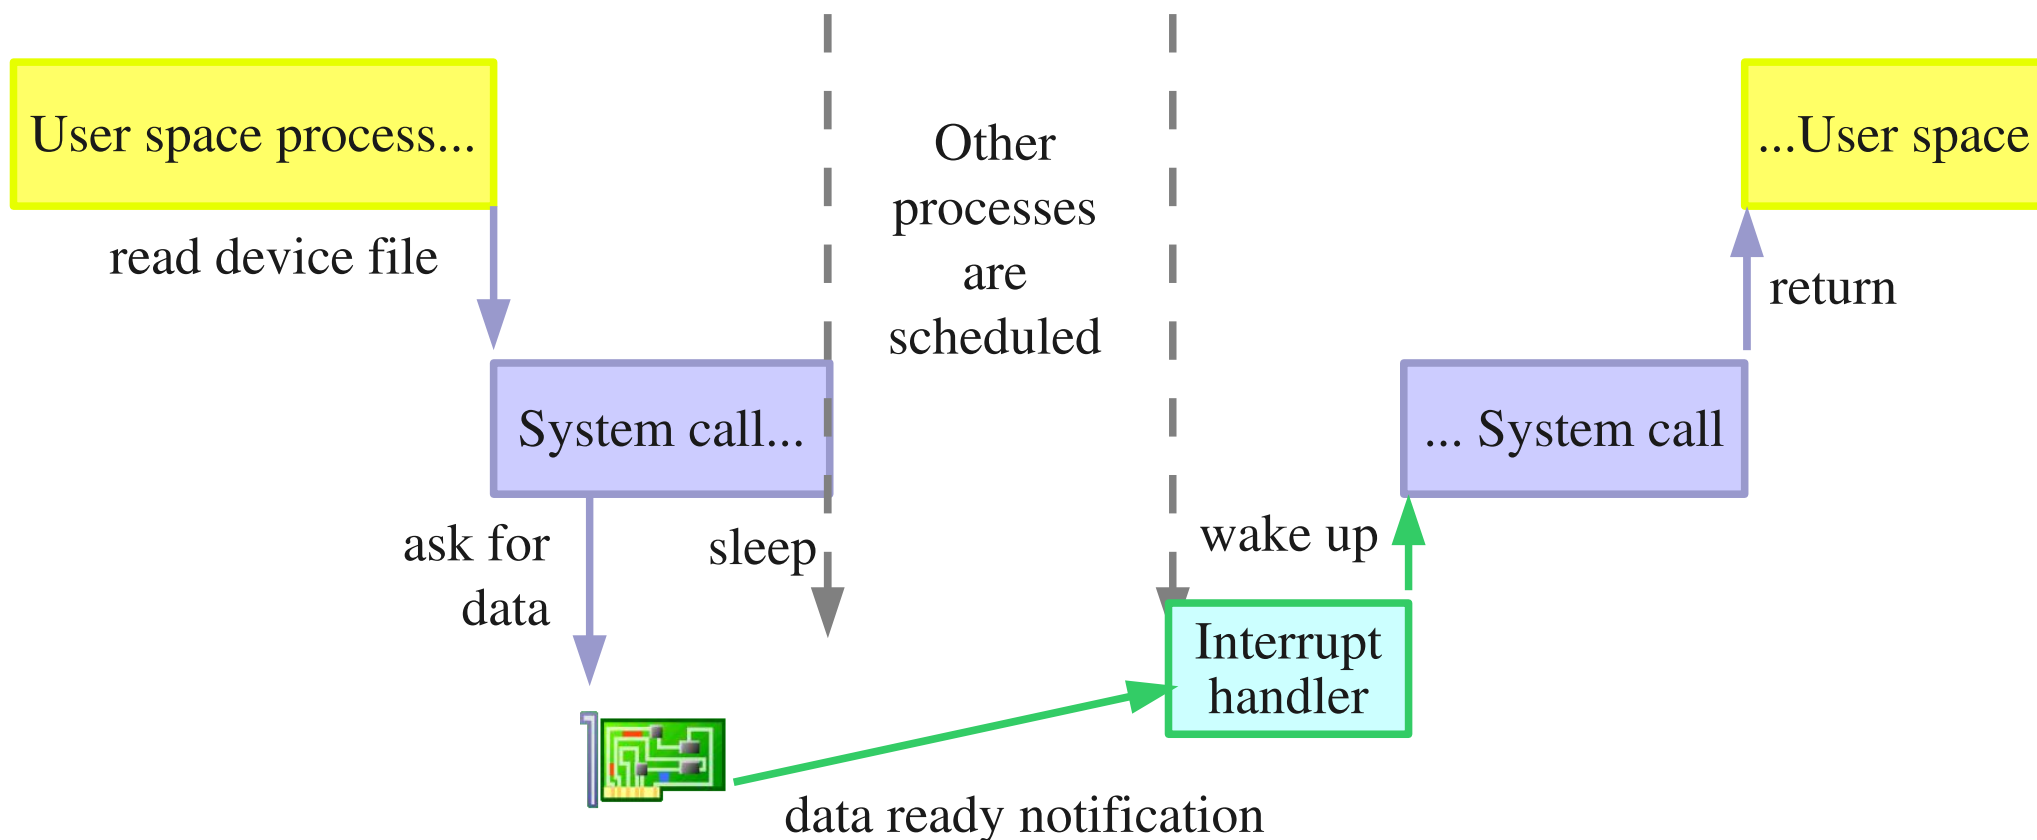 User space process...
read device file
System call...
ask for
data
sleep
Other
processes
are
scheduled
data ready notification
Interrupt
handler
wake up
... System call
return
...User space